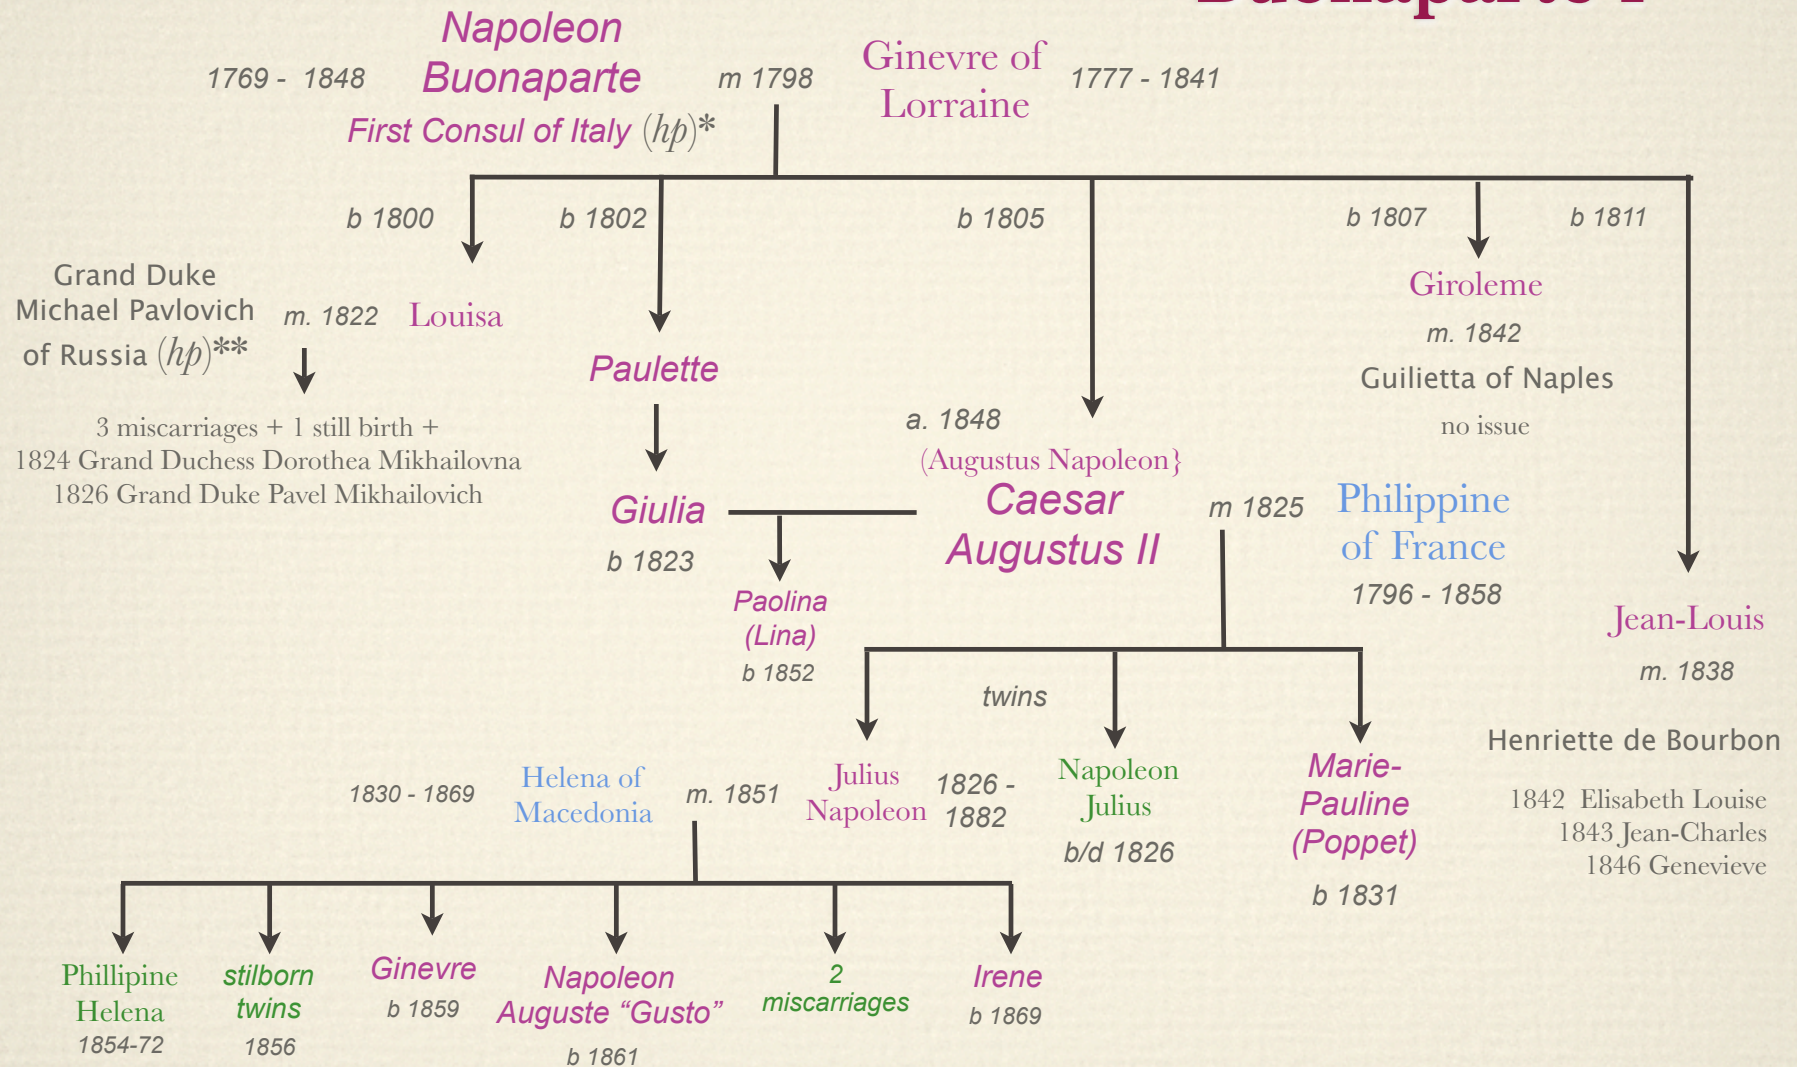 Buonaparte I
Napoleon
Buonaparte
First Consul of Italy (hp)*
1769 - 1848
m 1798
Ginevre of
Lorraine
1777 - 1841
b 1800
b 1802
b 1805
b 1807
b 1811
Grand Duke
Michael Pavlovich
of Russia (hp)**
m. 1822
Louisa
3 miscarriages + 1 still birth +
1824 Grand Duchess Dorothea Mikhailovna
1826 Grand Duke Pavel Mikhailovich
Paulette
Giulia
b 1823
Paolina
(Lina)
b 1852
a. 1848
(Augustus Napoleon}
Caesar
Augustus II
m 1825
Philippine
of France
1796 - 1858
Giroleme
m. 1842
Guilietta of Naples
no issue
Jean-Louis
m. 1838
Henriette de Bourbon
1842 Elisabeth Louise
1843 Jean-Charles
1846 Genevieve
twins
1830 - 1869
Helena of
Macedonia
m. 1851
Julius
Napoleon
1826 -
1882
Napoleon
Julius
b/d 1826
Marie-
Pauline
(Poppet)
b 1831
Phillipine
Helena
1854-72
stilborn
twins
1856
Ginevre
b 1859
Napoleon
Auguste “Gusto”
b 1861
2
miscarriages
Irene
b 1869